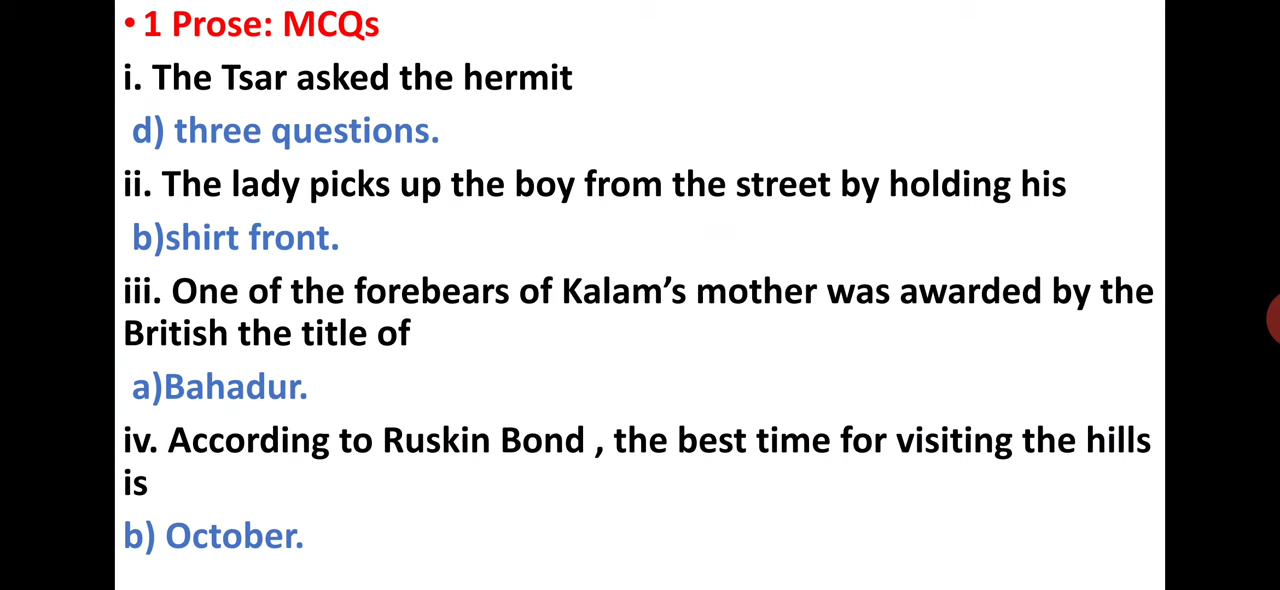 • 1 Prose: MCQs
i. The Tsar asked the hermit
d) three questions.
ii. The lady picks up the boy from the street by holding his
b)shirt front.
iii. One of the forebears of Kalam’s mother was awarded by the
British the title of
a)Bahadur.
iv. According to Ruskin Bond , the best time for visiting the hills
is
b) October.